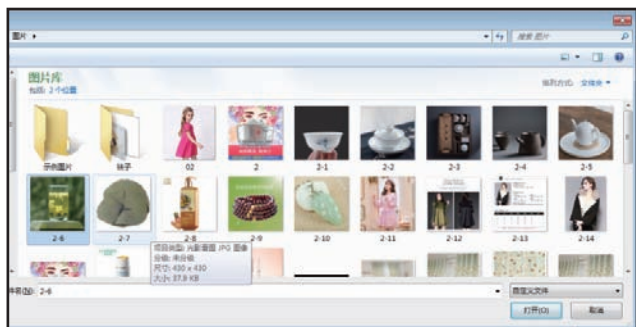 图片
搜索 图片
图片库
包括: 2 个位置
排列方式: 文件夹
示例图片
袜子
02
2
2-1
2-2
2-3
2-4
2-5
2-6
2-7
2-8
2-9
2-10
2-11
2-12
2-13
2-14
项目类型: 光影看图 JPG 图像
分级: 未分级
尺寸: 430 x 430
大小: 37.9 KB
件名(N): 2-6
自定义文件
打开(O)
取消